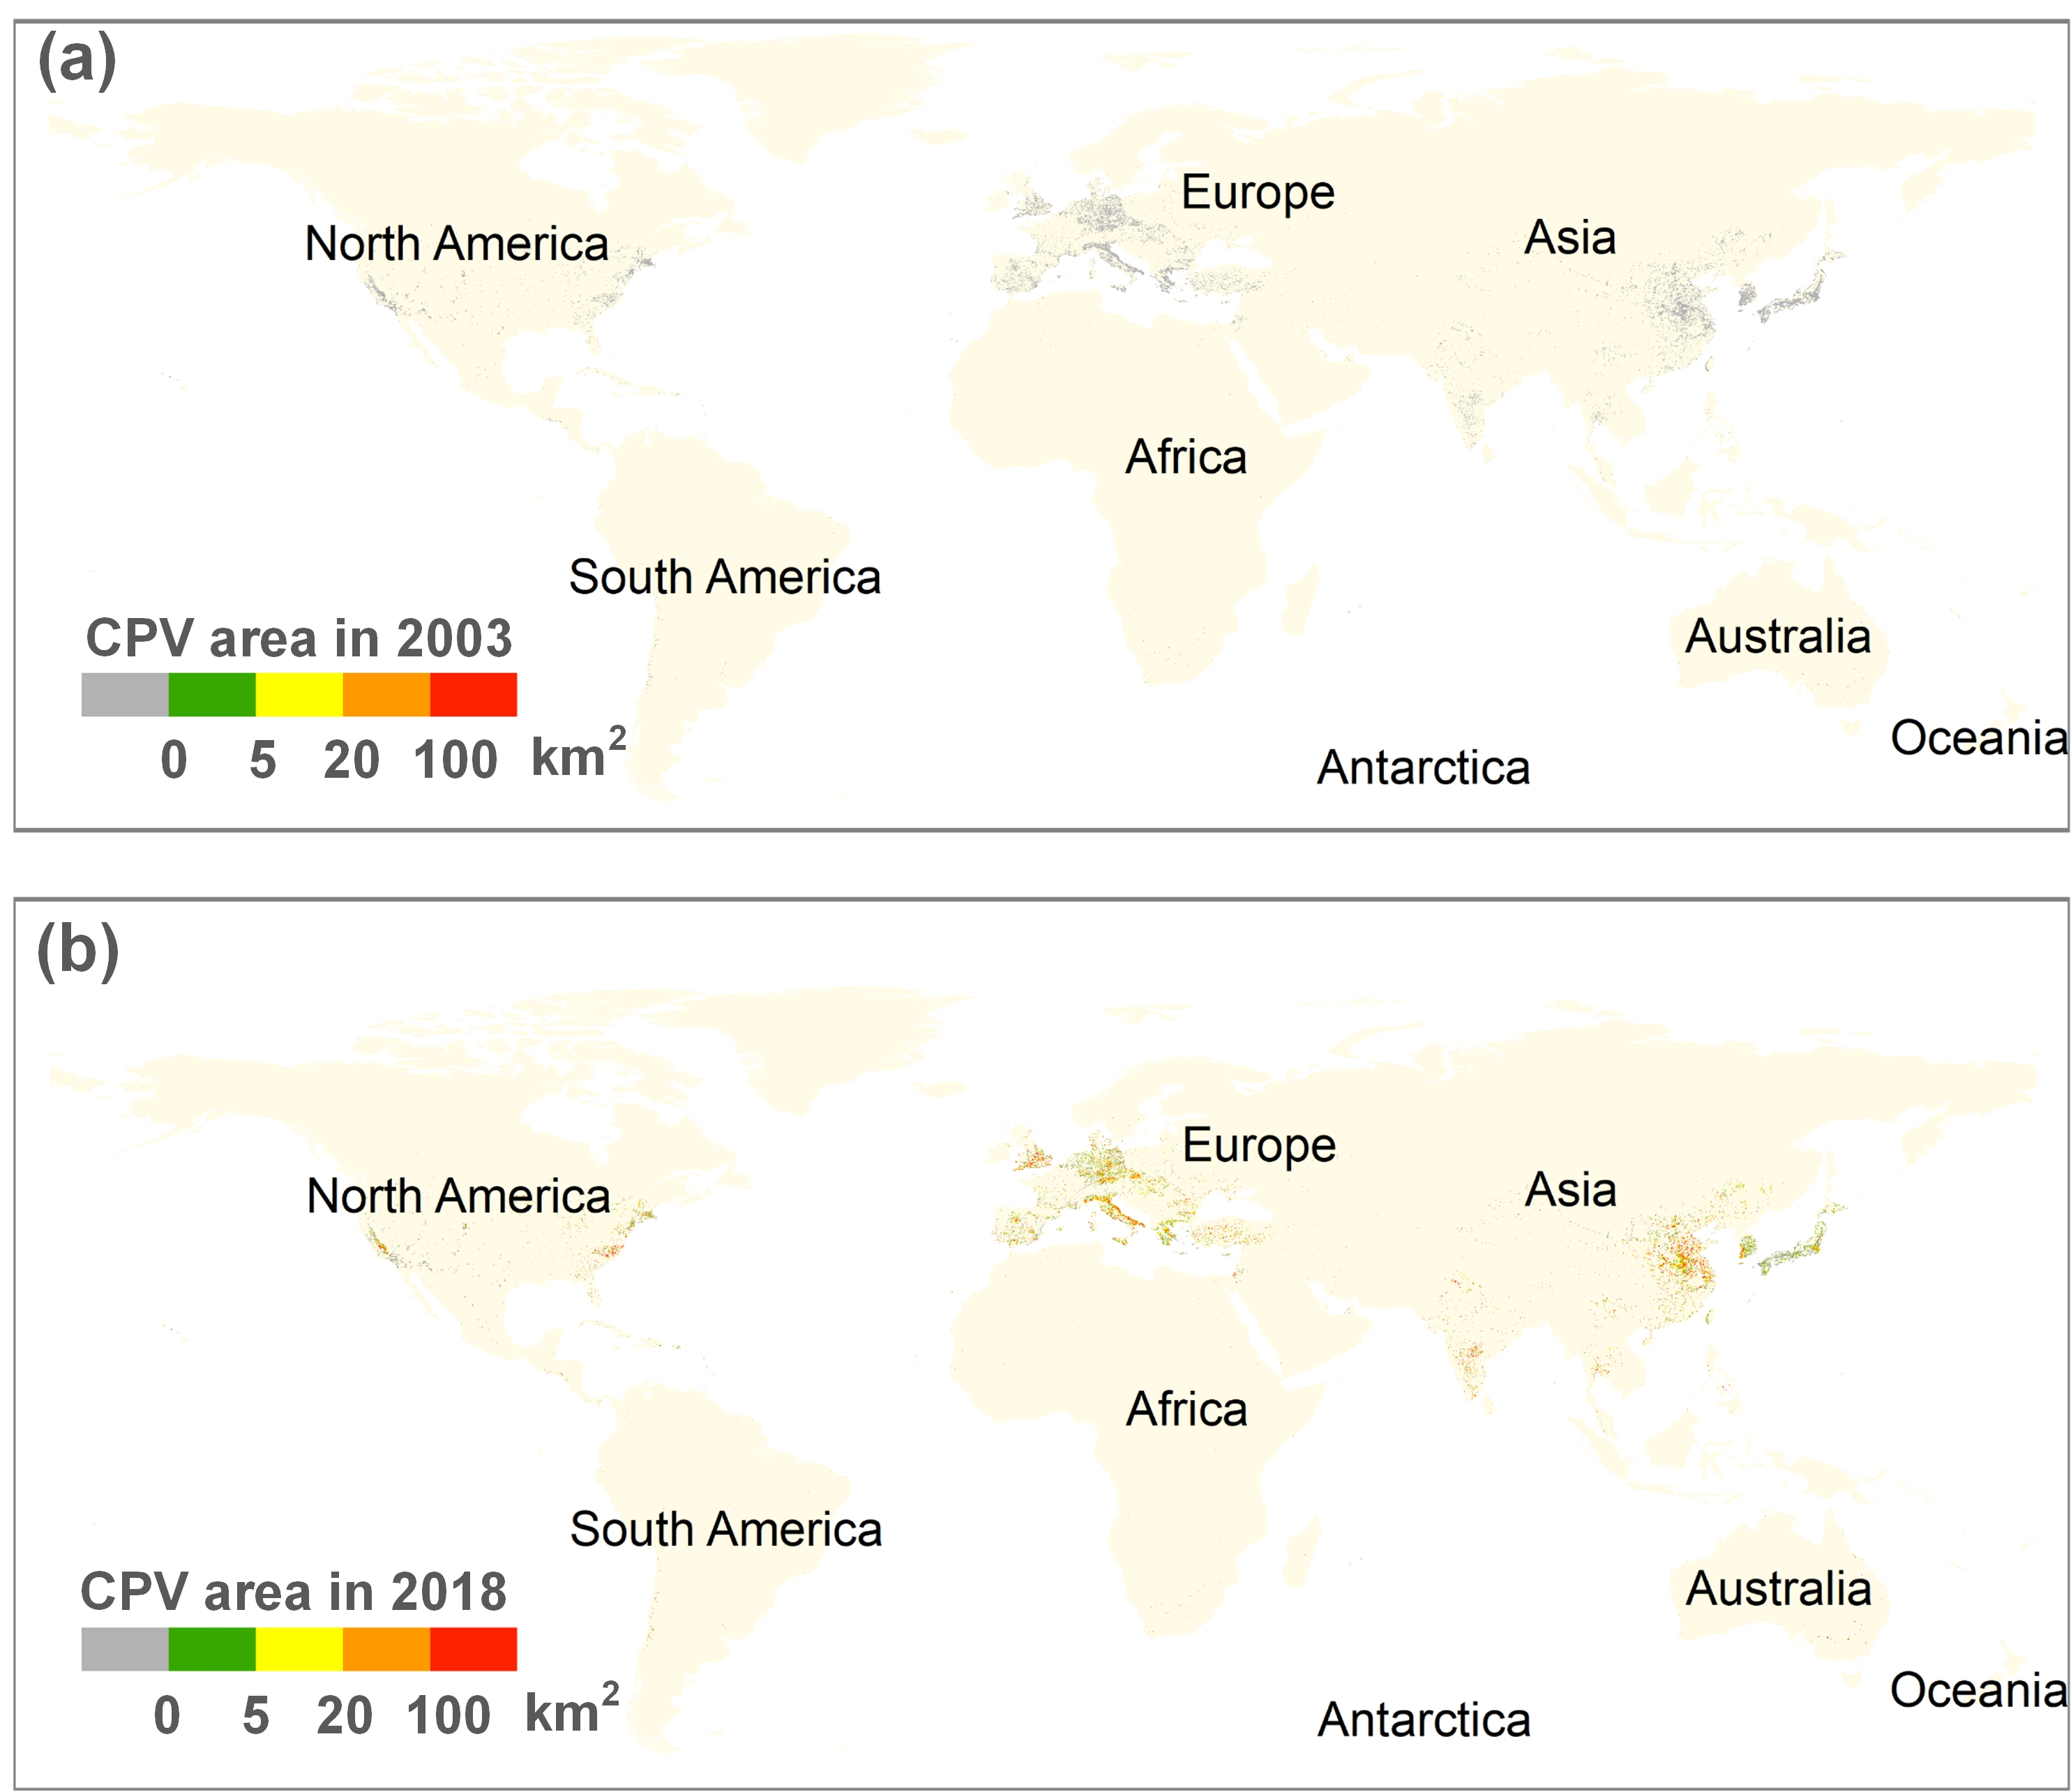 (a)
Europe
North America
Asia
Africa
South America
CPV area in 2003
Australia
0 5 20 100 km²
Oceania
Antarctica
(b)
Europe
North America
Asia
Africa
South America
CPV area in 2018
Australia
0 5 20 100 km²
Oceania
Antarctica